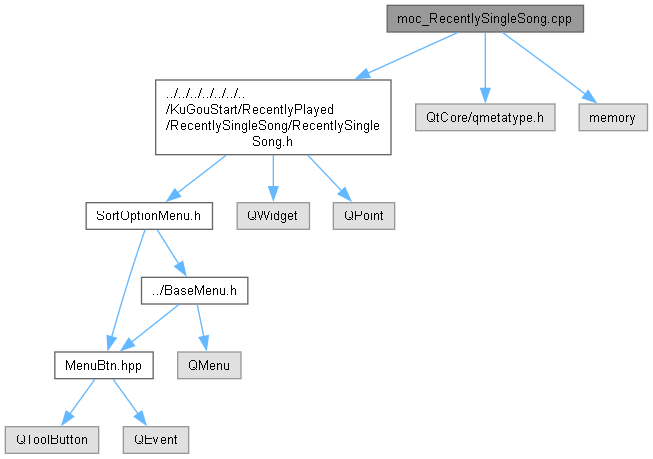 moc_RecentlySingleSong.cpp
../../../../../../..
/KuGouStart/RecentlyPlayed
/RecentlySingleSong/RecentlySingle
Song.h
QtCore/qmetatype.h
memory
SortOptionMenu.h
QWidget
QPoint
../BaseMenu.h
MenuBtn.hpp
QMenu
QToolButton
QEvent